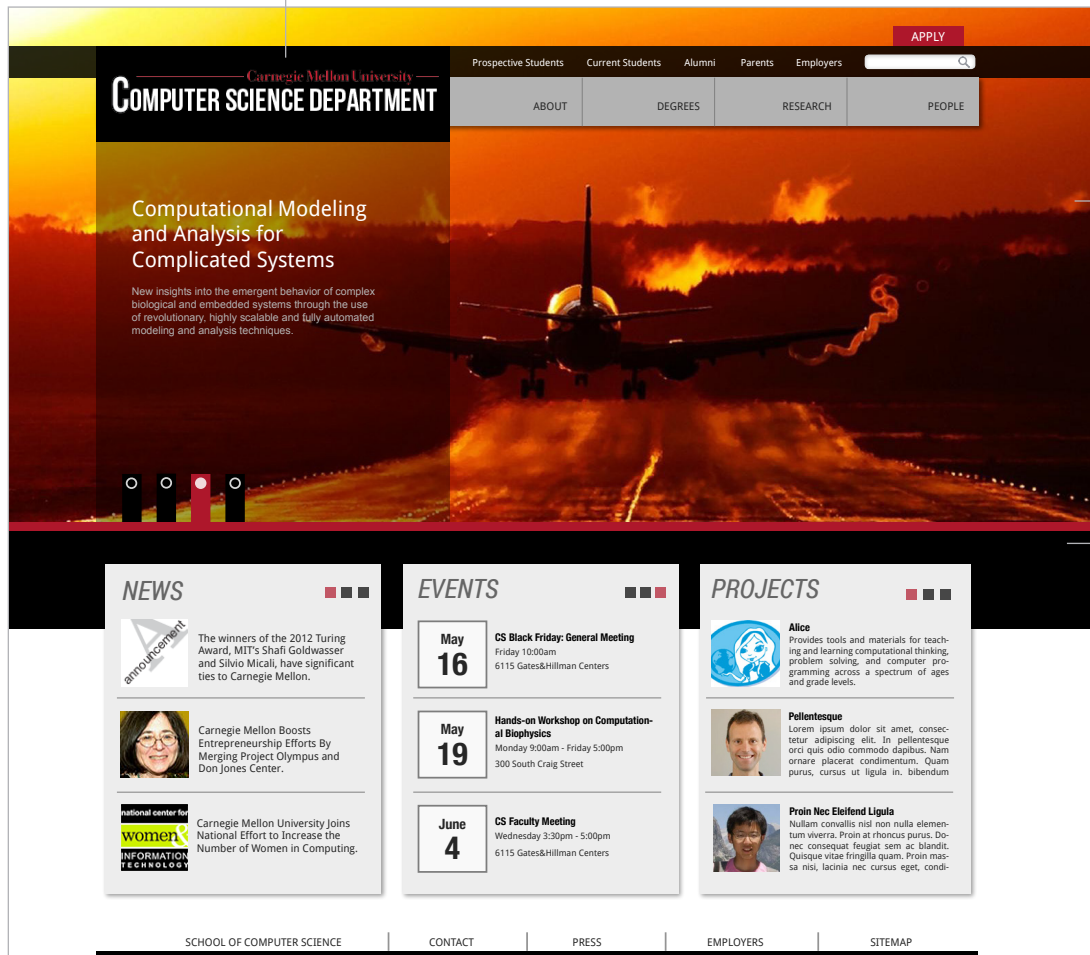 APPLY
Prospective Students Current Students Alumni Parents Employers
Carnegie Mellon University
COMPUTER SCIENCE DEPARTMENT
ABOUT DEGREES RESEARCH PEOPLE
Computational Modeling
and Analysis for
Complicated Systems
New insights into the emergent behavior of complex
biological and embedded systems through the use
of revolutionary, highly scalable and fully automated
modeling and analysis techniques.
NEWS
A
announcement
The winners of the 2012 Turing
Award, MIT's Shafi Goldwasser
and Silvio Micali, have significant
ties to Carnegie Mellon.
Carnegie Mellon Boosts
Entrepreneurship Efforts By
Merging Project Olympus and
Don Jones Center.
national center for
women&
INFORMATION
TECHNOLOGY
Carnegie Mellon University Joins
National Effort to Increase the
Number of Women in Computing.
EVENTS
May
16
CS Black Friday: General Meeting
Friday 10:00am
6115 Gates&Hillman Centers
May
19
Hands-on Workshop on Computation-
al Biophysics
Monday 9:00am - Friday 5:00pm
300 South Craig Street
June
4
CS Faculty Meeting
Wednesday 3:30pm - 5:00pm
6115 Gates&Hillman Centers
PROJECTS
Alice
Provides tools and materials for teach-
ing and learning computational thinking,
problem solving, and computer pro-
gramming across a spectrum of ages
and grade levels.
Pellentesque
Lorem ipsum dolor sit amet, consec-
tetur adipiscing elit. In pellentesque
orci quis odio commodo dapibus. Nam
ornare placerat condimentum. Quam
purus, cursus ut ligula in. bibendum
Proin Nec Eleifend Ligula
Nullam convallis nisl non nulla elemen-
tum viverra. Proin at rhoncus purus. Do-
nec consequat feugiat sem ac blandit.
Quisque vitae fringilla quam. Proin mas-
sa nisi, lacinia nec cursus eget, condi-
SCHOOL OF COMPUTER SCIENCE CONTACT PRESS EMPLOYERS SITEMAP